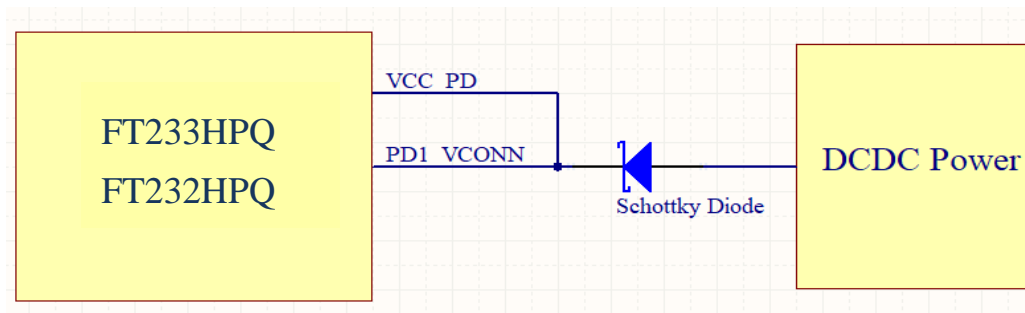 VCC PD
FT233HPQ
PD1 VCONN
DCDC Power
FT232HPQ
Schottky Diode